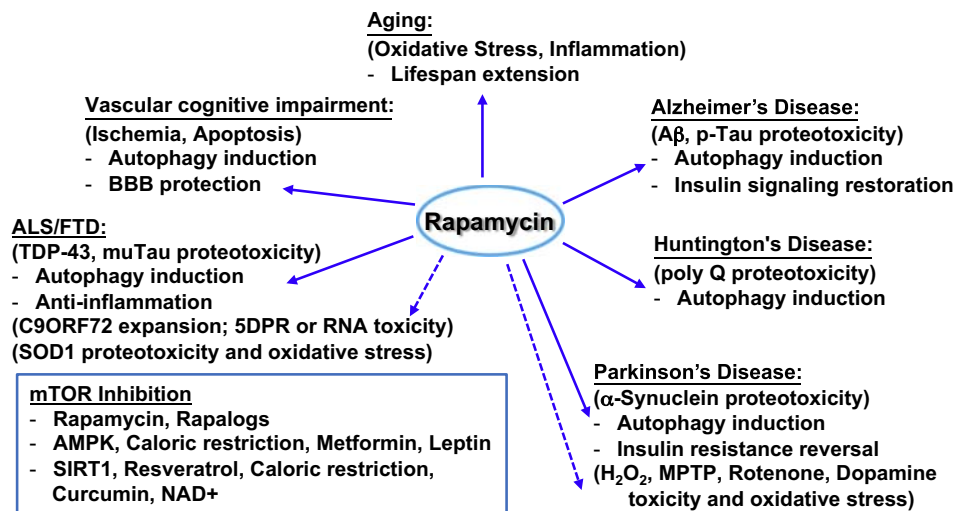 Aging:
(Oxidative Stress, Inflammation)
- Lifespan extension
Vascular cognitive impairment:
(Ischemia, Apoptosis)
- Autophagy induction
- BBB protection
Alzheimer's Disease:
(Aβ, p-Tau proteotoxicity)
- Autophagy induction
- Insulin signaling restoration
Rapamycin
ALS/FTD:
(TDP-43, muTau proteotoxicity)
- Autophagy induction
- Anti-inflammation
(C9ORF72 expansion; 5DPR or RNA toxicity)
(SOD1 proteotoxicity and oxidative stress)
Huntington's Disease:
(poly Q proteotoxicity)
- Autophagy induction
Parkinson's Disease:
(α-Synuclein proteotoxicity)
- Autophagy induction
- Insulin resistance reversal
(H₂O₂, MPTP, Rotenone, Dopamine
toxicity and oxidative stress)
mTOR Inhibition
- Rapamycin, Rapalogs
- AMPK, Caloric restriction, Metformin, Leptin
- SIRT1, Resveratrol, Caloric restriction,
Curcumin, NAD+